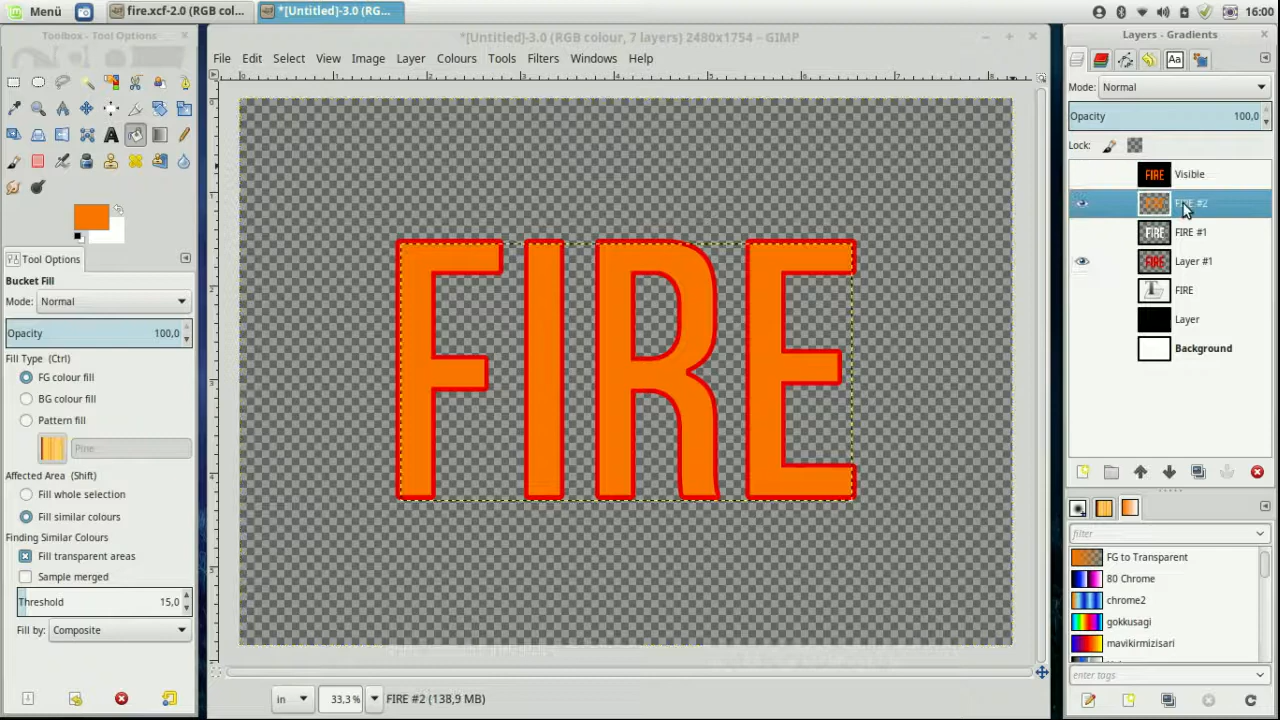 Menü
fire.xcf-2.0 (RGB col...
*[Untitled]-3.0 (RG...
16:00
Toolbox - Tool Options
*[Untitled]-3.0 (RGB colour, 7 layers) 2480x1754 – GIMP
Layers - Gradients
File Edit Select View Image Layer Colours Tools Filters Windows Help
Mode: Normal
Opacity 100,0
Lock:
Visible
FIRE #2
FIRE #1
Layer #1
FIRE
Layer
Background
FIRE
Tool Options
Bucket Fill
Mode: Normal
Opacity 100,0
Fill Type (Ctrl)
FG colour fill
BG colour fill
Pattern fill
Pine
Affected Area (Shift)
Fill whole selection
Fill similar colours
Finding Similar Colours
Fill transparent areas
Sample merged
Threshold 15,0
Fill by: Composite
filter
FG to Transparent
80 Chrome
chrome2
gokkusagi
mavikirmizisari
enter tags
in 33,3 % FIRE #2 (138,9 MB)